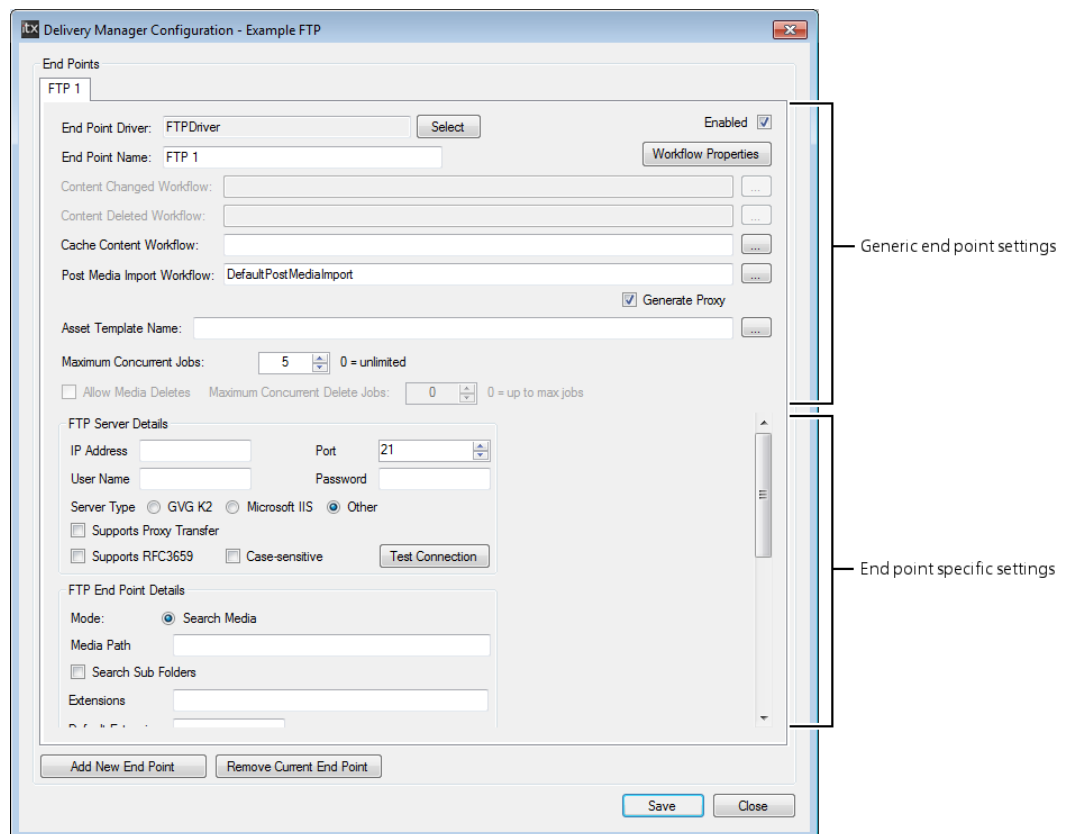 itx Delivery Manager Configuration - Example FTP
End Points
FTP 1
End Point Driver: FTPDriver Select Enabled
End Point Name: FTP 1 Workflow Properties
Content Changed Workflow: ...
Content Deleted Workflow: ...
Cache Content Workflow: ...
Post Media Import Workflow: DefaultPostMediaImport ...
Generic end point settings
Generate Proxy
Asset Template Name: ...
Maximum Concurrent Jobs: 5 0 = unlimited
Allow Media Deletes Maximum Concurrent Delete Jobs: 0 0 = up to max jobs
FTP Server Details
IP Address Port 21
User Name Password
Server Type GVG K2 Microsoft IIS Other
Supports Proxy Transfer
Supports RFC3659 Case-sensitive Test Connection
End point specific settings
FTP End Point Details
Mode: Search Media
Media Path
Search Sub Folders
Extensions
Add New End Point Remove Current End Point
Save Close